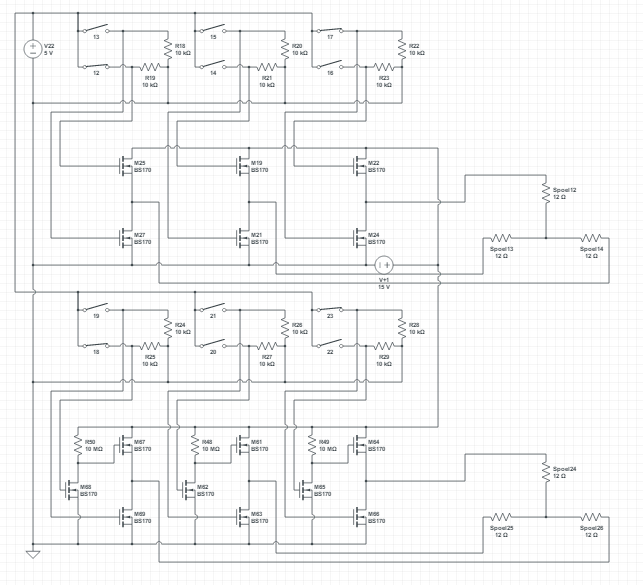 V22
5 V
13
12
R18
10 kΩ
R19
10 kΩ
15
14
R20
10 kΩ
R21
10 kΩ
17
16
R22
10 kΩ
R23
10 kΩ
M25
BS170
M19
BS170
M22
BS170
M27
BS170
M21
BS170
M24
BS170
Spoel12
12 Ω
Spoel13
12 Ω
Spoel14
12 Ω
V+1
15 V
19
18
R24
10 kΩ
R25
10 kΩ
21
20
R26
10 kΩ
R27
10 kΩ
23
22
R28
10 kΩ
R29
10 kΩ
R50
10 MΩ
M67
BS170
R48
10 MΩ
M61
BS170
R49
10 MΩ
M64
BS170
M68
BS170
M62
BS170
M65
BS170
M69
BS170
M63
BS170
M66
BS170
Spoel24
12 Ω
Spoel25
12 Ω
Spoel26
12 Ω